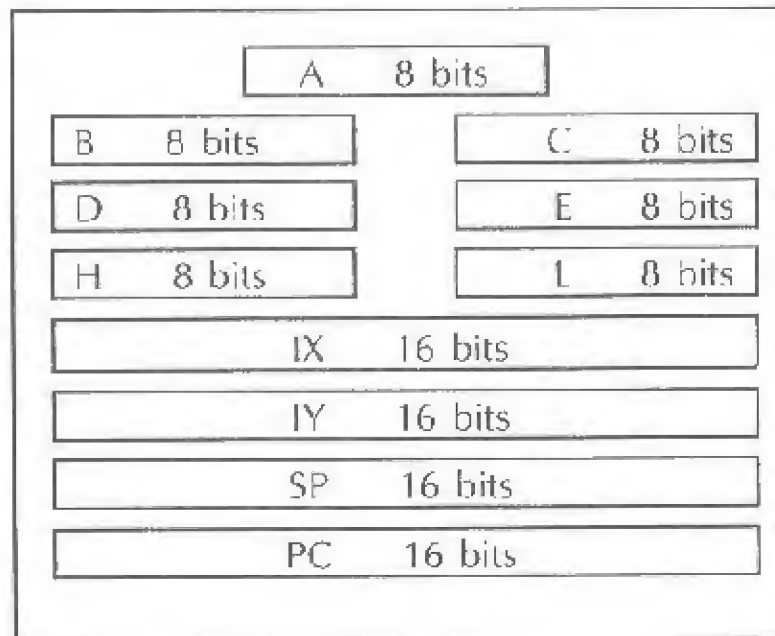 A 8 bits
B 8 bits C 8 bits
D 8 bits E 8 bits
H 8 bits L 8 bits
IX 16 bits
IY 16 bits
SP 16 bits
PC 16 bits